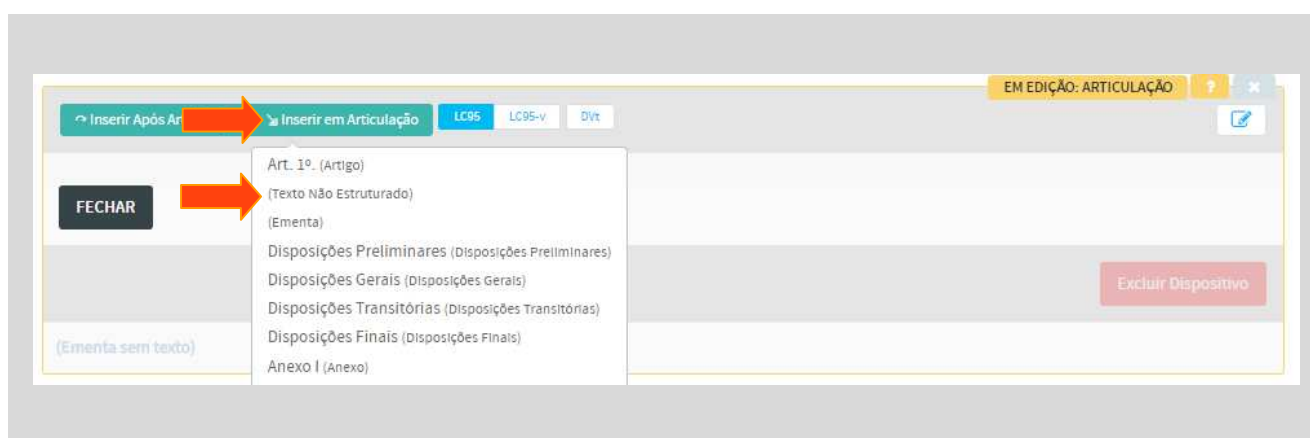 EM EDIÇÃO: ARTICULAÇÃO ? x
Inserir Após Ar Inserir em Articulação LC95 LC95-v DVt
Art. 1º. (Artigo)
(Texto Não Estruturado)
FECHAR
(Ementa)
Disposições Preliminares (Disposições Preliminares)
Disposições Gerais (Disposições Gerais)
Excluir Dispositivo
Disposições Transitórias (Disposições Transitórias)
Disposições Finais (Disposições Finais)
(Ementa sem texto)
Anexo I (Anexo)